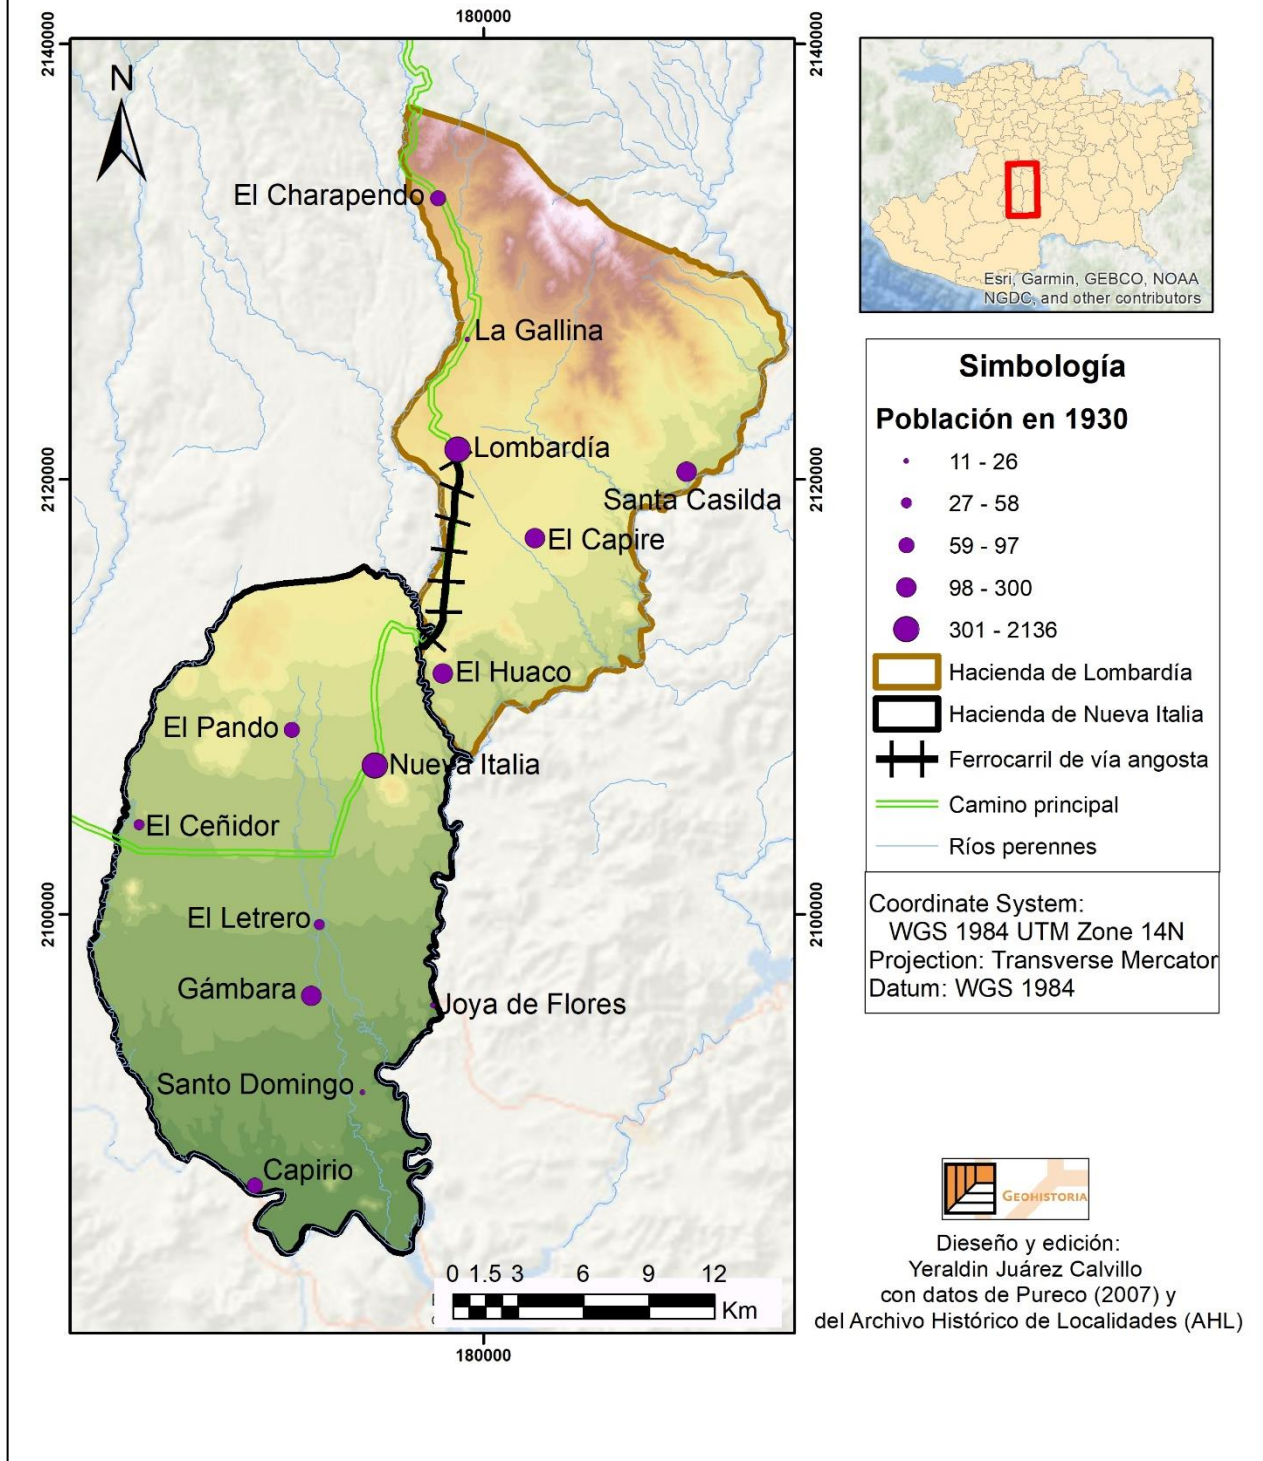 180000
2140000
2140000
N
El Charapendo
La Gallina
Lombardía
2120000
2120000
Santa Casilda
El Capire
El Huaco
El Pando
Nueva Italia
El Ceñidor
2100000
2100000
El Letrero
Gámbara
Joya de Flores
Santo Domingo
Capirio
0 1.5 3 6 9 12
Km
180000
Esri, Garmin, GEBCO, NOAA
NGDC, and other contributors
Simbología
Población en 1930
11 - 26
27 - 58
59 - 97
98 - 300
301 - 2136
Hacienda de Lombardía
Hacienda de Nueva Italia
Ferrocarril de vía angosta
Camino principal
Ríos perennes
Coordinate System:
WGS 1984 UTM Zone 14N
Projection: Transverse Mercator
Datum: WGS 1984
GEOHISTORIA
Dieseño y edición:
Yeraldin Juárez Calvillo
con datos de Pureco (2007) y
del Archivo Histórico de Localidades (AHL)